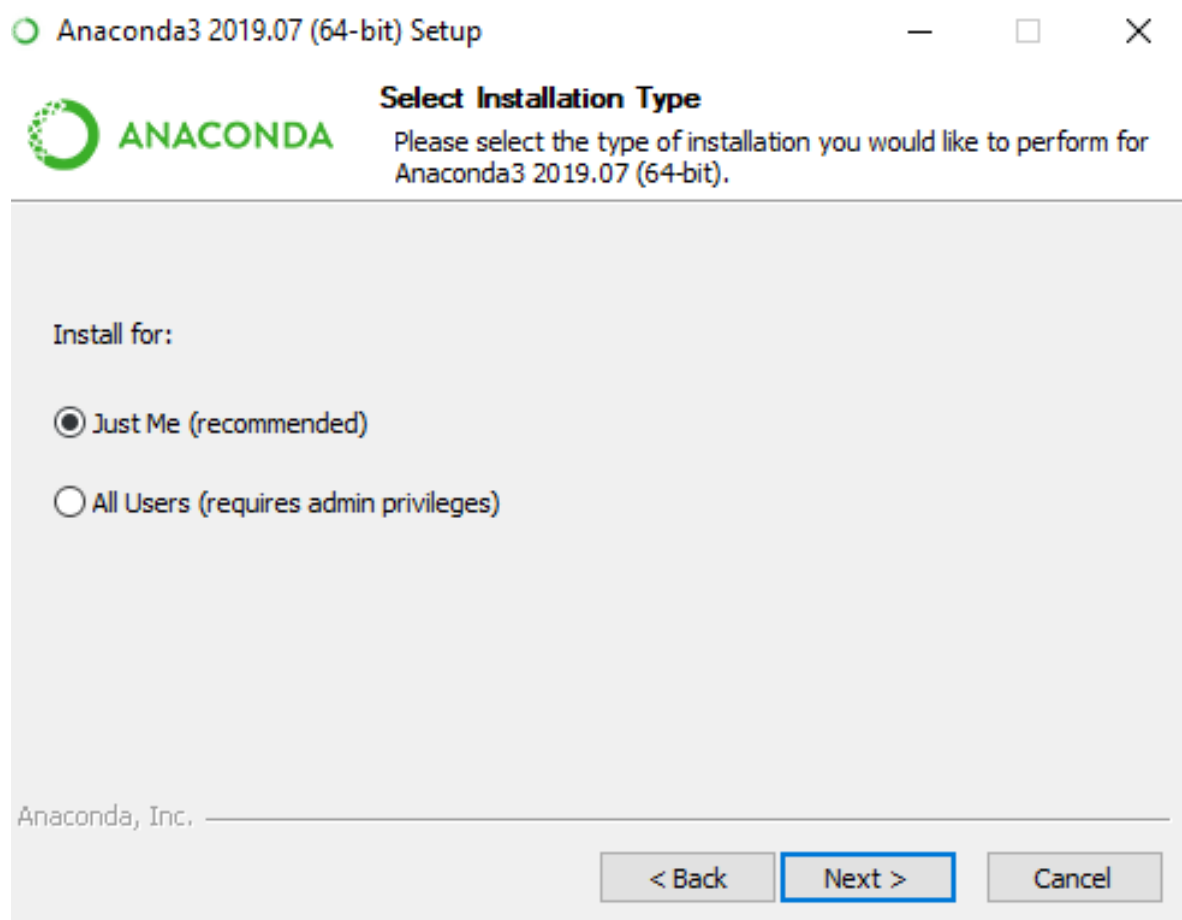 Anaconda3 2019.07 (64-bit) Setup
ANACONDA
Select Installation Type
Please select the type of installation you would like to perform for
Anaconda3 2019.07 (64-bit).
Install for:
Just Me (recommended)
All Users (requires admin privileges)
Anaconda, Inc.
< Back
Next >
Cancel